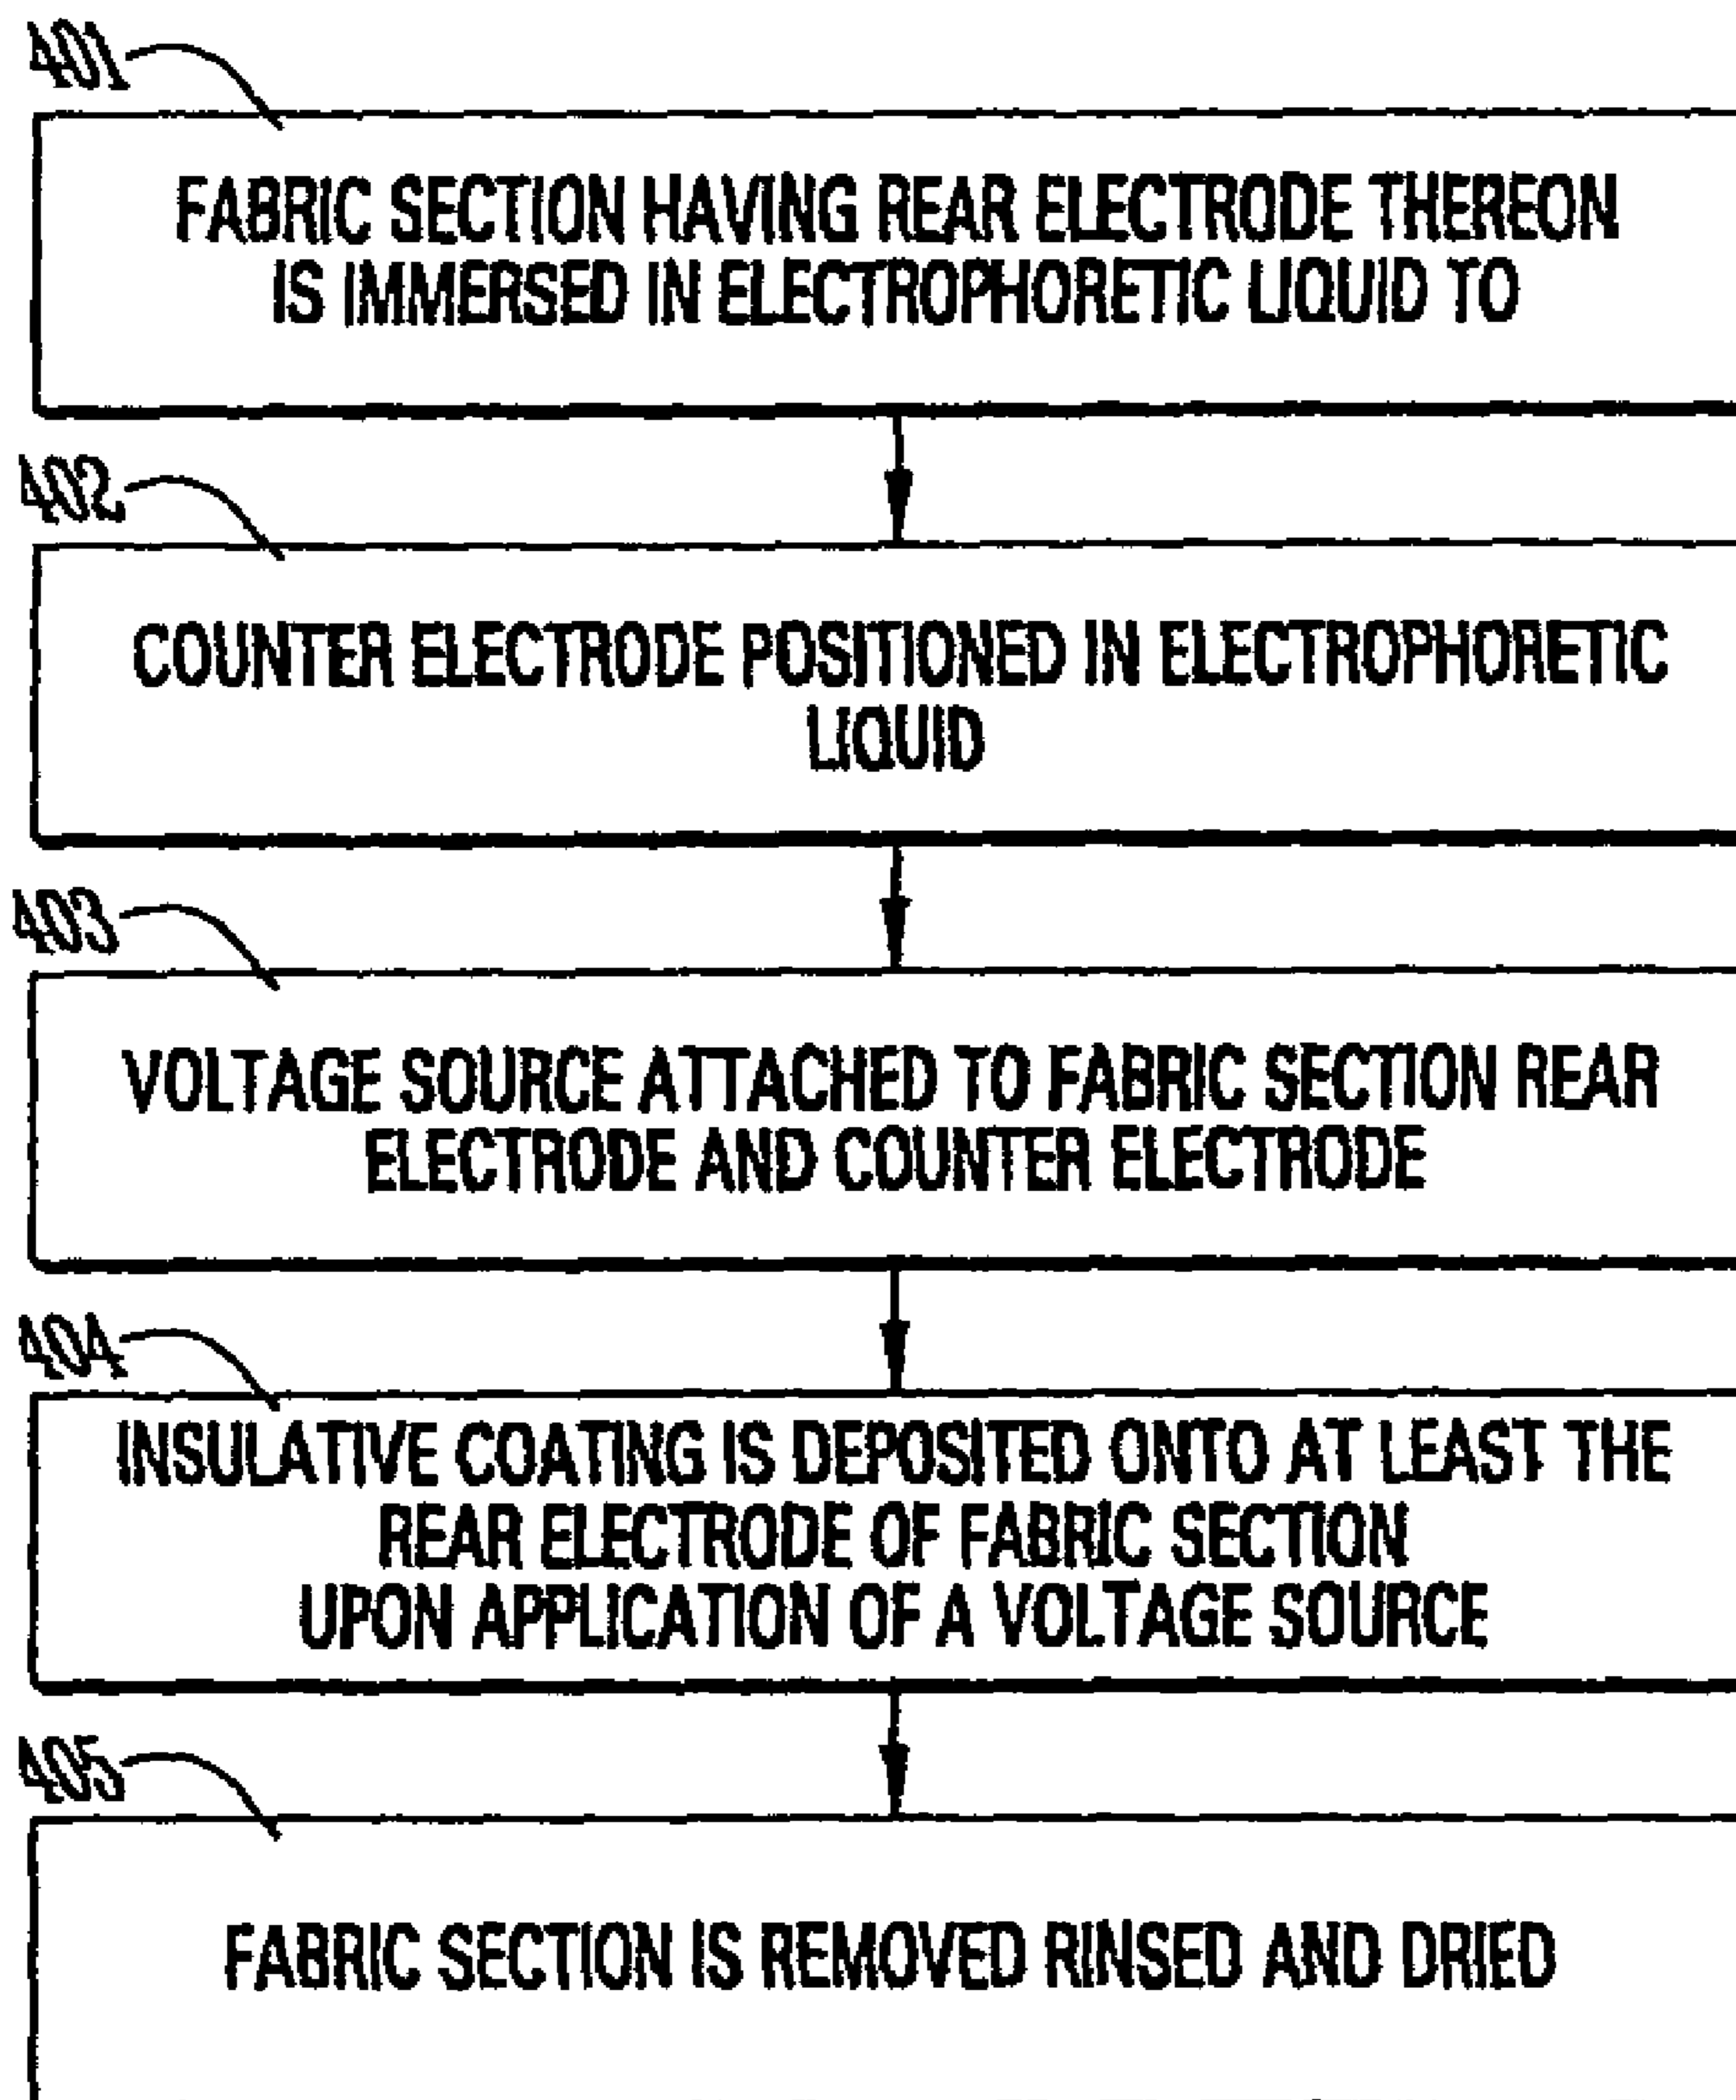 401
FABRIC SECTION HAVING REAR ELECTRODE THEREON
IS IMMERSED IN ELECTROPHORETIC LIQUID TO
402
COUNTER ELECTRODE POSITIONED IN ELECTROPHORETIC
LIQUID
403
VOLTAGE SOURCE ATTACHED TO FABRIC SECTION REAR
ELECTRODE AND COUNTER ELECTRODE
404
INSULATIVE COATING IS DEPOSITED ONTO AT LEAST THE
REAR ELECTRODE OF FABRIC SECTION
UPON APPLICATION OF A VOLTAGE SOURCE
405
FABRIC SECTION IS REMOVED RINSED AND DRIED